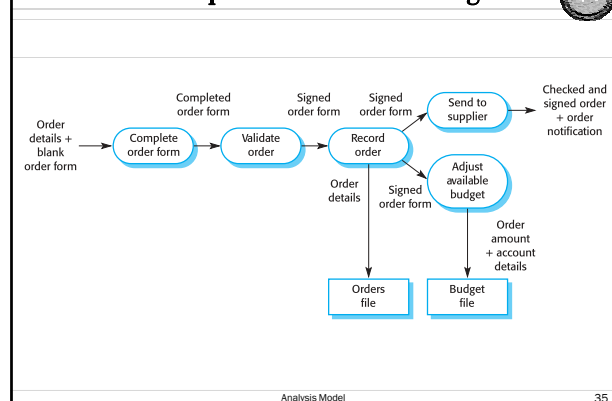 Completed
order form
Signed
order form
Signed
order form
Send to
supplier
Checked and
signed order
+ order
notification
Order
details +
blank
order form
Complete
order form
Validate
order
Record
order
Adjust
available
budget
Order
details
Signed
order form
Order
amount
+ account
details
Orders
file
Budget
file
Analysis Model
35